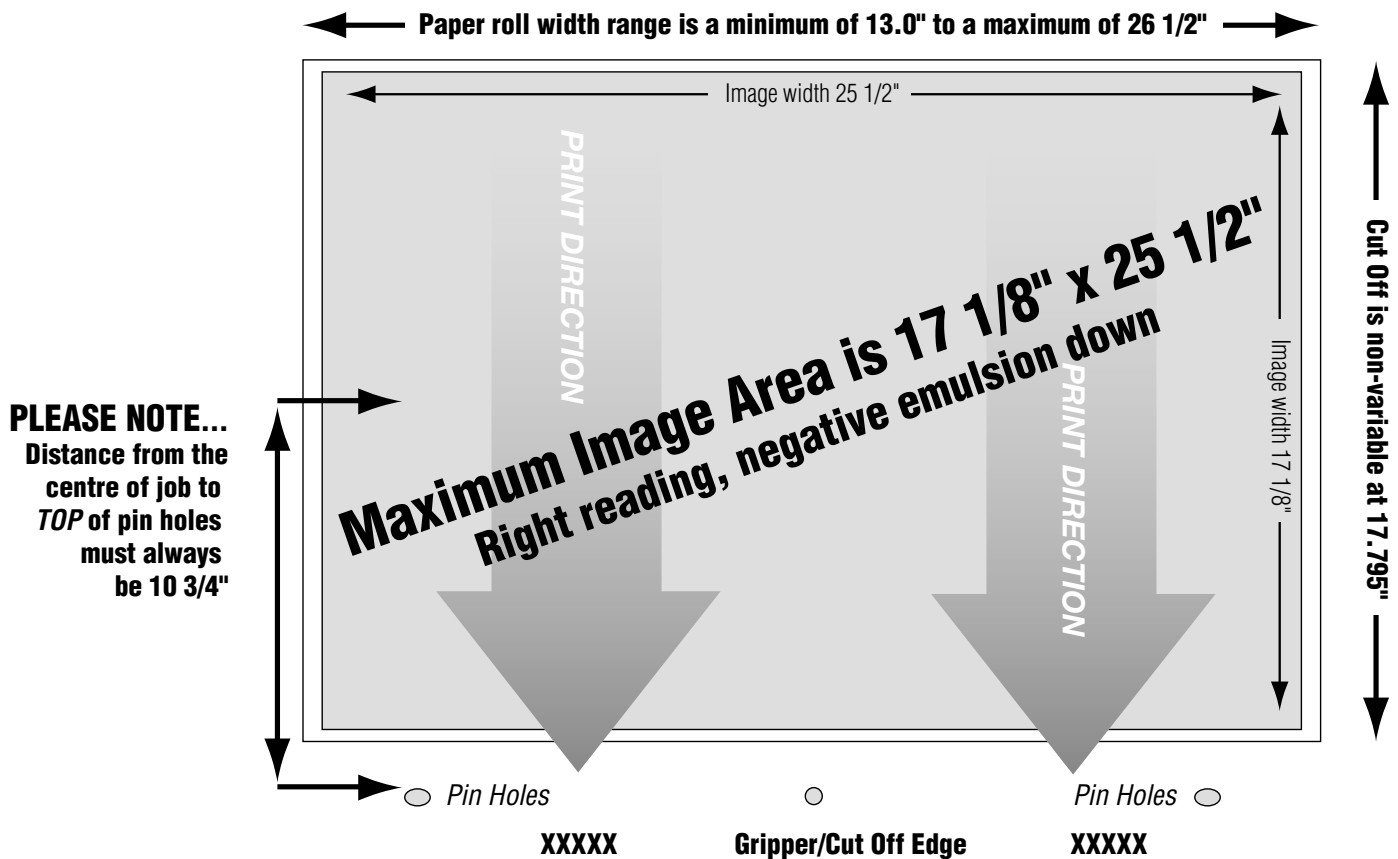 Paper roll width range is a minimum of 13.0" to a maximum of 26 1/2"
Image width 25 1/2"
PRINT DIRECTION
PRINT DIRECTION
Maximum Image Area is 17 1/8" x 25 1/2"
Right reading, negative emulsion down
Image width 17 1/8"
Cut Off is non-variable at 17.795"
PLEASE NOTE...
Distance from the
centre of job to
TOP of pin holes
must always
be 10 3/4"
Pin Holes
Pin Holes
XXXXX
Gripper/Cut Off Edge
XXXXX